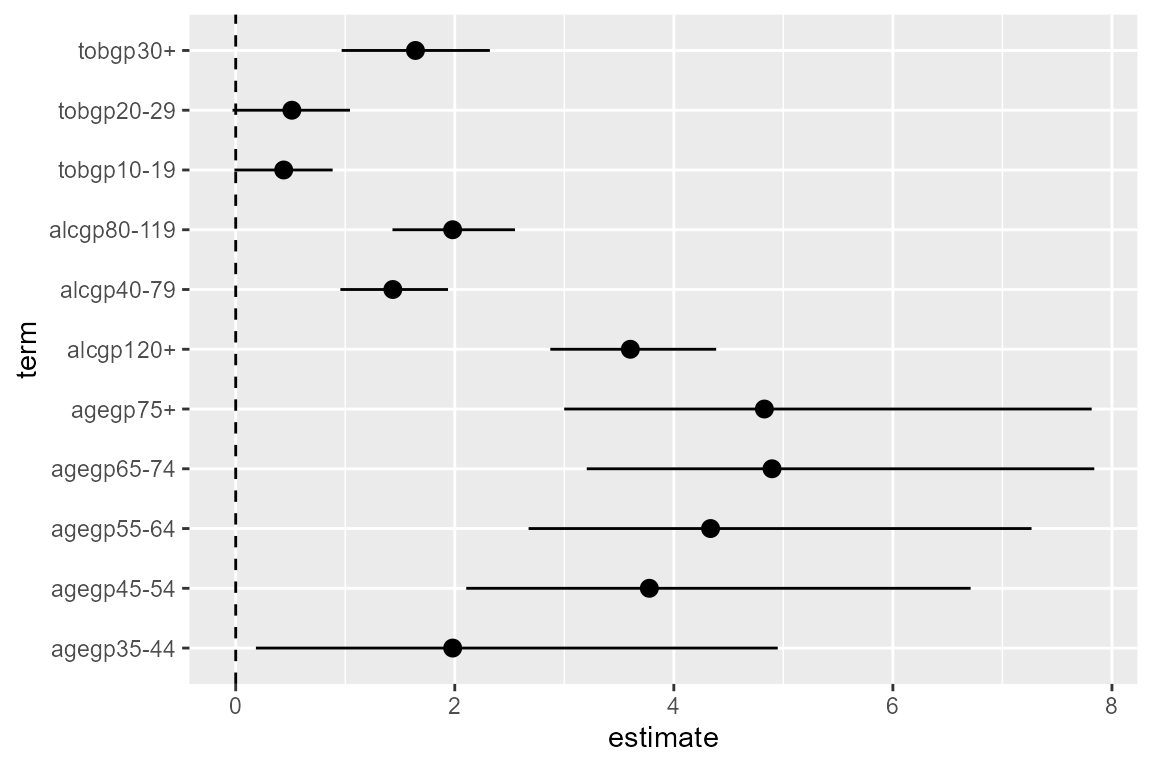 tobgp30+
tobgp20-29
tobgp10-19
alcgp80-119
alcgp40-79
alcgp120+
agegp75+
agegp65-74
agegp55-64
agegp45-54
agegp35-44
term
0 2 4 6 8
estimate